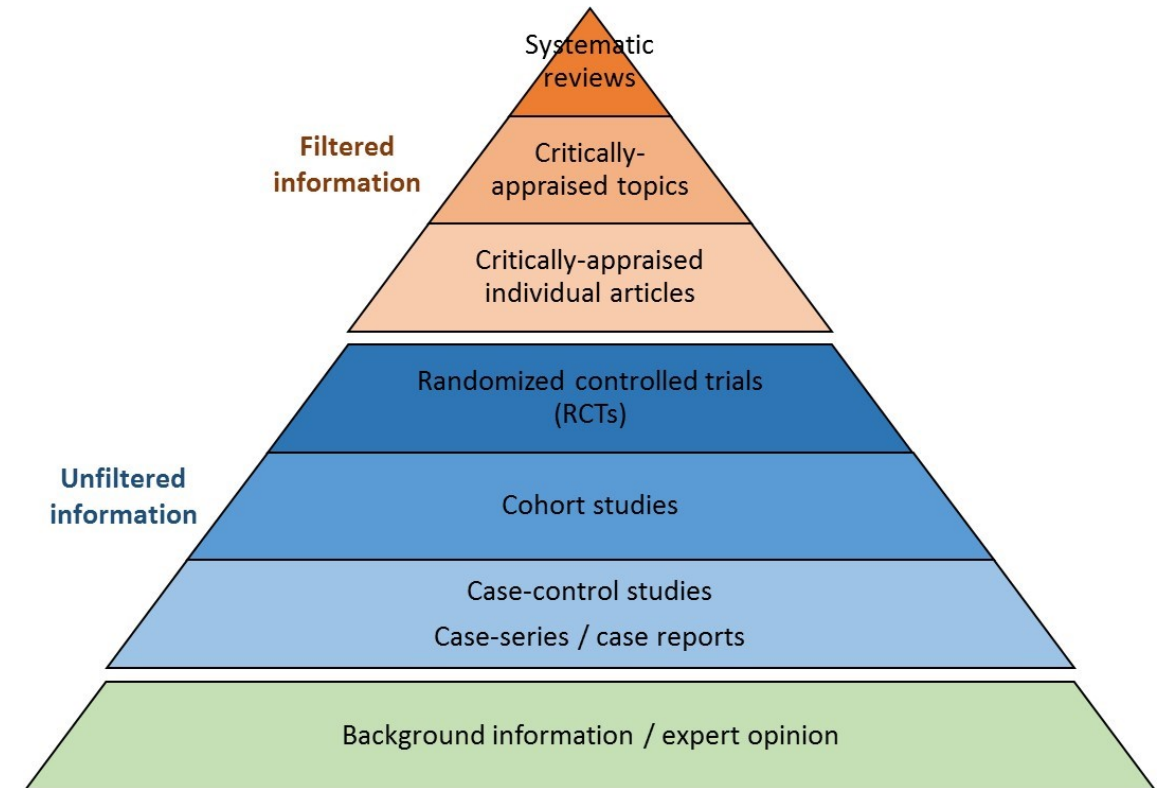 Systematic
reviews
Filtered
information
Critically-
appraised topics
Critically-appraised
individual articles
Randomized controlled trials
(RCTs)
Unfiltered
information
Cohort studies
Case-control studies
Case-series / case reports
Background information / expert opinion